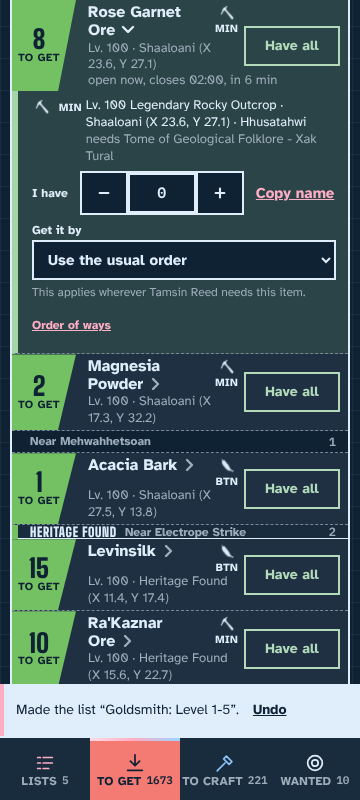 8
TO GET
Rose Garnet
Ore
MIN
Lv. 100 · Shaaloani (X
23.6, Y 27.1)
open now, closes 02:00, in 6 min
Have all
MIN Lv. 100 Legendary Rocky Outcrop ·
Shaaloani (X 23.6, Y 27.1) · Hhusatahwi
needs Tome of Geological Folklore - Xak
Tural
I have
−
0
+
Copy name
Get it by
Use the usual order
This applies wherever Tamsin Reed needs this item.
Order of ways
2
TO GET
Magnesia
Powder
MIN
Lv. 100 · Shaaloani (X
17.3, Y 32.2)
Have all
Near Mehwahhetsoan 1
1
TO GET
Acacia Bark
BTN
Lv. 100 · Shaaloani (X
27.5, Y 13.8)
Have all
HERITAGE FOUND Near Electrope Strike 2
15
TO GET
Levinsilk
BTN
Lv. 100 · Heritage Found
(X 11.4, Y 17.4)
Have all
10
TO GET
Ra'Kaznar
Ore
MIN
Lv. 100 · Heritage Found
(X 15.6, Y 22.7)
Have all
Made the list “Goldsmith: Level 1-5”. Undo
LISTS 5
TO GET 1673
TO CRAFT 221
WANTED 10